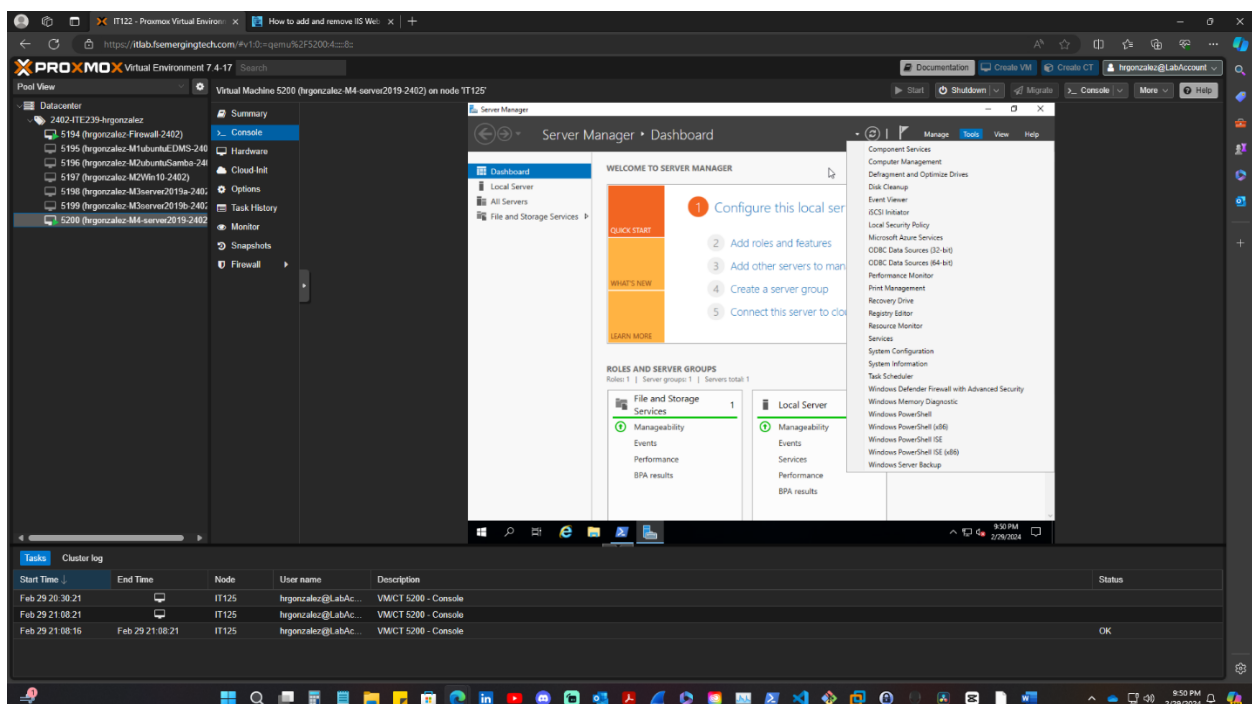 IT122 - Proxmox Virtual Environ
How to add and remove IIS Web
https://itlab.fsemergingtech.com/#v1:0:=qemu%2F5200:4:::::8::
PROXMOX Virtual Environment 7.4-17 Search
Documentation Create VM Create CT hrgonzalez@LabAccount
Pool View
Virtual Machine 5200 (hrgonzalez-M4-server2019-2402) on node 'IT125'
Start Shutdown Migrate >_ Console More Help
Datacenter
2402-ITE239-hrgonzalez
5194 (hrgonzalez-Firewall-2402)
5195 (hrgonzalez-M1ubuntuEDMS-240
5196 (hrgonzalez-M2ubuntuSamba-240
5197 (hrgonzalez-M2Win10-2402)
5198 (hrgonzalez-M3server2019a-2402
5199 (hrgonzalez-M3server2019b-2402
5200 (hrgonzalez-M4-server2019-2402
Summary
>_ Console
Hardware
Cloud-Init
Options
Task History
Monitor
Snapshots
Firewall
Server Manager
Server Manager • Dashboard
Manage Tools View Help
Dashboard
Local Server
All Servers
File and Storage Services
WELCOME TO SERVER MANAGER
QUICK START
WHAT'S NEW
LEARN MORE
1 Configure this local ser
2 Add roles and features
3 Add other servers to man
4 Create a server group
5 Connect this server to clou
ROLES AND SERVER GROUPS
Roles: 1 | Server groups: 1 | Servers total: 1
File and Storage Services 1
Manageability
Events
Performance
BPA results
Local Server
Manageability
Events
Services
Performance
BPA results
Component Services
Computer Management
Defragment and Optimize Drives
Disk Cleanup
Event Viewer
iSCSI Initiator
Local Security Policy
Microsoft Azure Services
ODBC Data Sources (32-bit)
ODBC Data Sources (64-bit)
Performance Monitor
Print Management
Recovery Drive
Registry Editor
Resource Monitor
Services
System Configuration
System Information
Task Scheduler
Windows Defender Firewall with Advanced Security
Windows Memory Diagnostic
Windows PowerShell
Windows PowerShell (x86)
Windows PowerShell ISE
Windows PowerShell ISE (x86)
Windows Server Backup
9:50 PM
2/29/2024
Tasks Cluster log
Start Time ↓ End Time Node User name Description Status
Feb 29 20:30:21 IT125 hrgonzalez@LabAc... VM/CT 5200 - Console
Feb 29 21:08:21 IT125 hrgonzalez@LabAc... VM/CT 5200 - Console
Feb 29 21:08:16 Feb 29 21:08:21 IT125 hrgonzalez@LabAc... VM/CT 5200 - Console OK
9:50 PM
2/29/2024